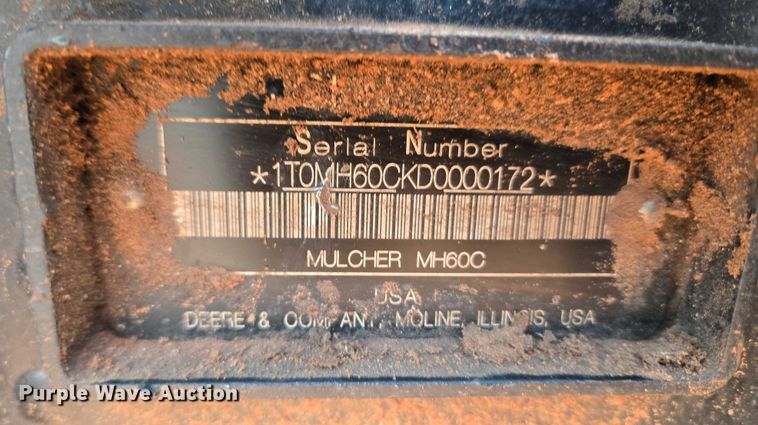 Serial Number
*1T0MH60CKD0000172*
MULCHER MH60C
USA
DEERE & COMPANY, MOLINE, ILLINOIS, USA
Purple Wave Auction